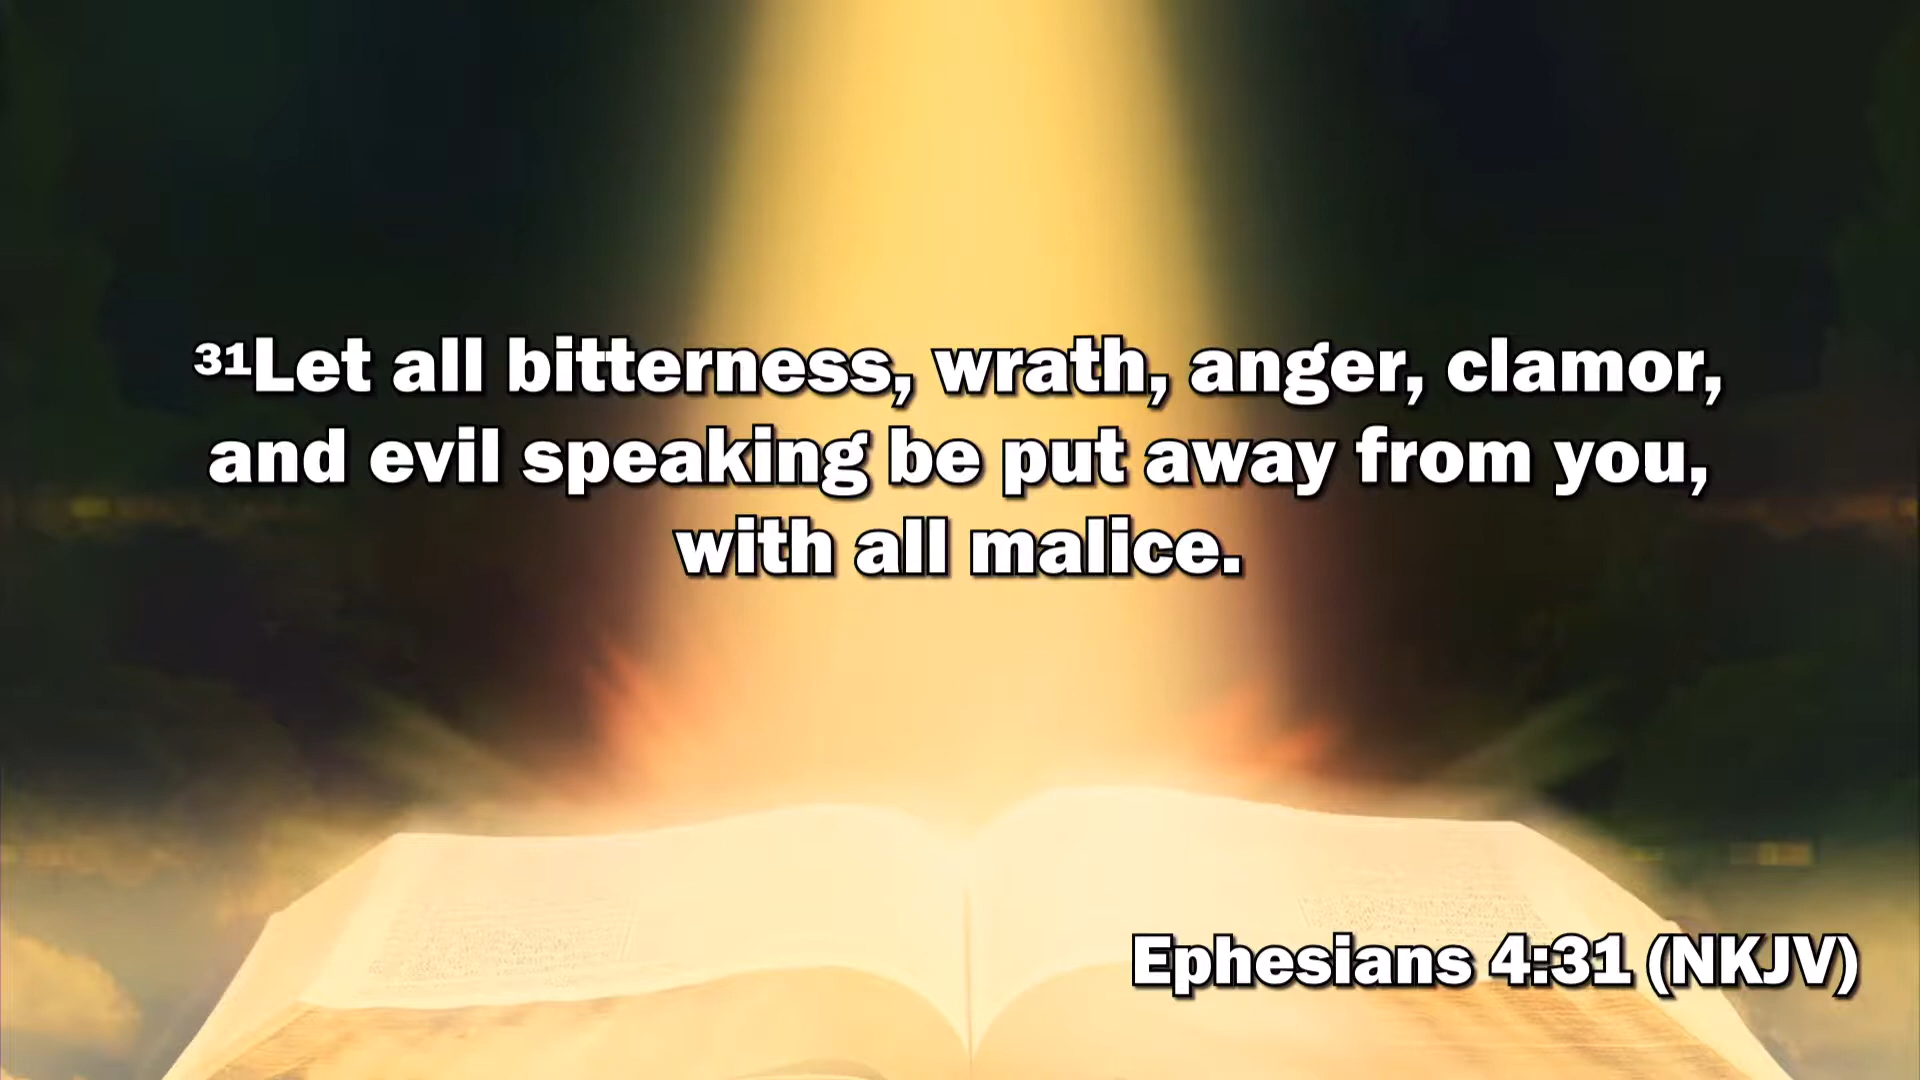 ³¹Let all bitterness, wrath, anger, clamor,
and evil speaking be put away from you,
with all malice.
Ephesians 4:31 (NKJV)